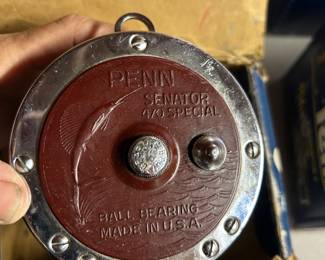 PENN
SENATOR
4/0 SPECIAL
BALL BEARING
MADE IN U.S.A.